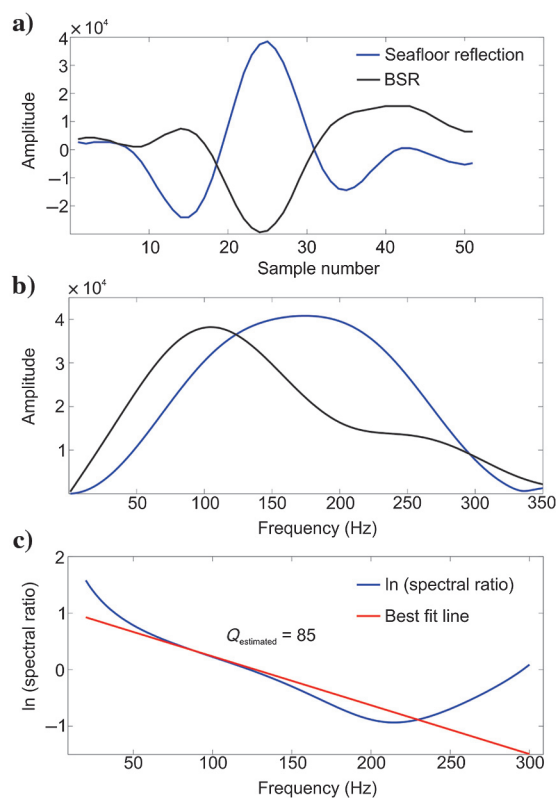 a)
× 10⁴
4
3
2
1
0
−1
−2
Amplitude
Seafloor reflection
BSR
10 20 30 40 50
Sample number
b)
× 10⁴
4
3
2
1
Amplitude
50 100 150 200 250 300 350
Frequency (Hz)
c)
2
1
0
−1
ln (spectral ratio)
ln (spectral ratio)
Best fit line
Qestimated = 85
50 100 150 200 250 300
Frequency (Hz)